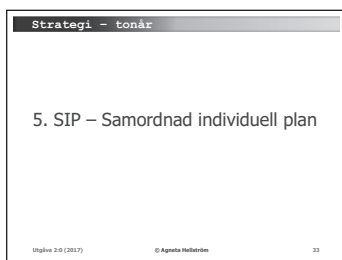 Strategi – tonår
5. SIP – Samordnad individuell plan
Utgåva 2:0 (2017) © Agneta Hellström 33